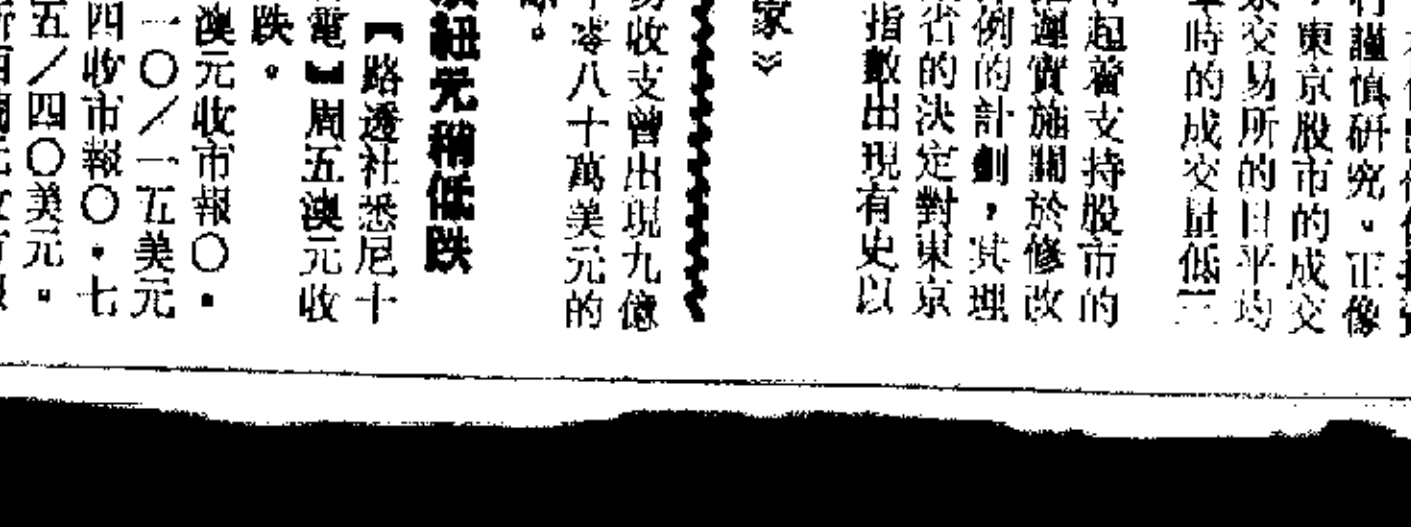 行謹慎研究。正像
東京股市的成交
京交易所的日平均
時的成交量低三
起着支持股市的
遲實施關於修改
例的計劃,其理
省的決定對東京
指數出現有史以
家》
易收支曾出現九億
零八十萬美元的
紐元稍低跌
【路透社悉尼十
電】周五澳元收
跌。
澳元收市報〇·
一〇/一五美元
四收市報〇·七
五/四〇美元。